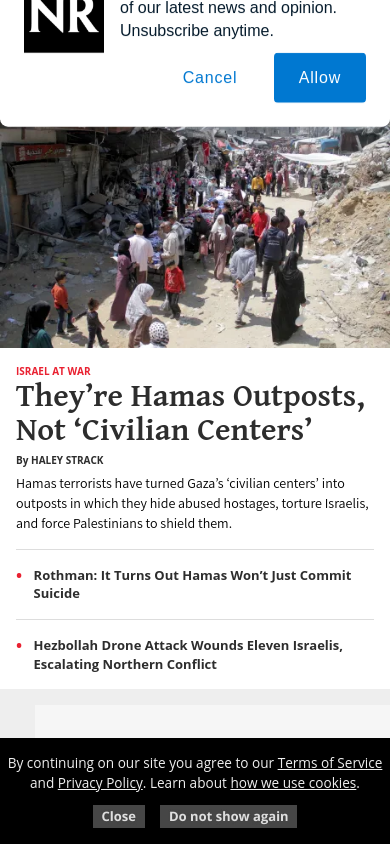 NR
of our latest news and opinion.
Unsubscribe anytime.
Cancel
Allow
ISRAEL AT WAR
They’re Hamas Outposts,
Not ‘Civilian Centers’
By HALEY STRACK
Hamas terrorists have turned Gaza’s ‘civilian centers’ into
outposts in which they hide abused hostages, torture Israelis,
and force Palestinians to shield them.
• Rothman: It Turns Out Hamas Won’t Just Commit
Suicide
• Hezbollah Drone Attack Wounds Eleven Israelis,
Escalating Northern Conflict
By continuing on our site you agree to our Terms of Service
and Privacy Policy. Learn about how we use cookies.
Close
Do not show again